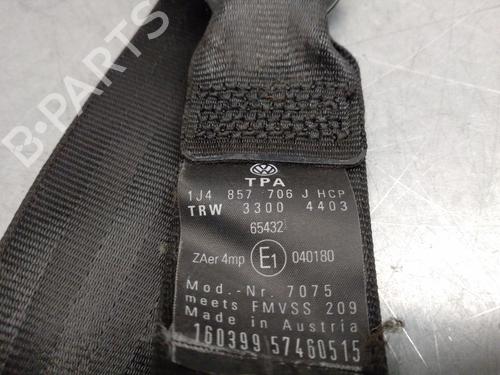 B-PARTS
TPA
1J4 857 706 J HCP
TRW 3300 4403
65432
ZAer 4mp E1 040180
Mod.-Nr. 7075
meets FMVSS 209
Made in Austria
160399 57460515